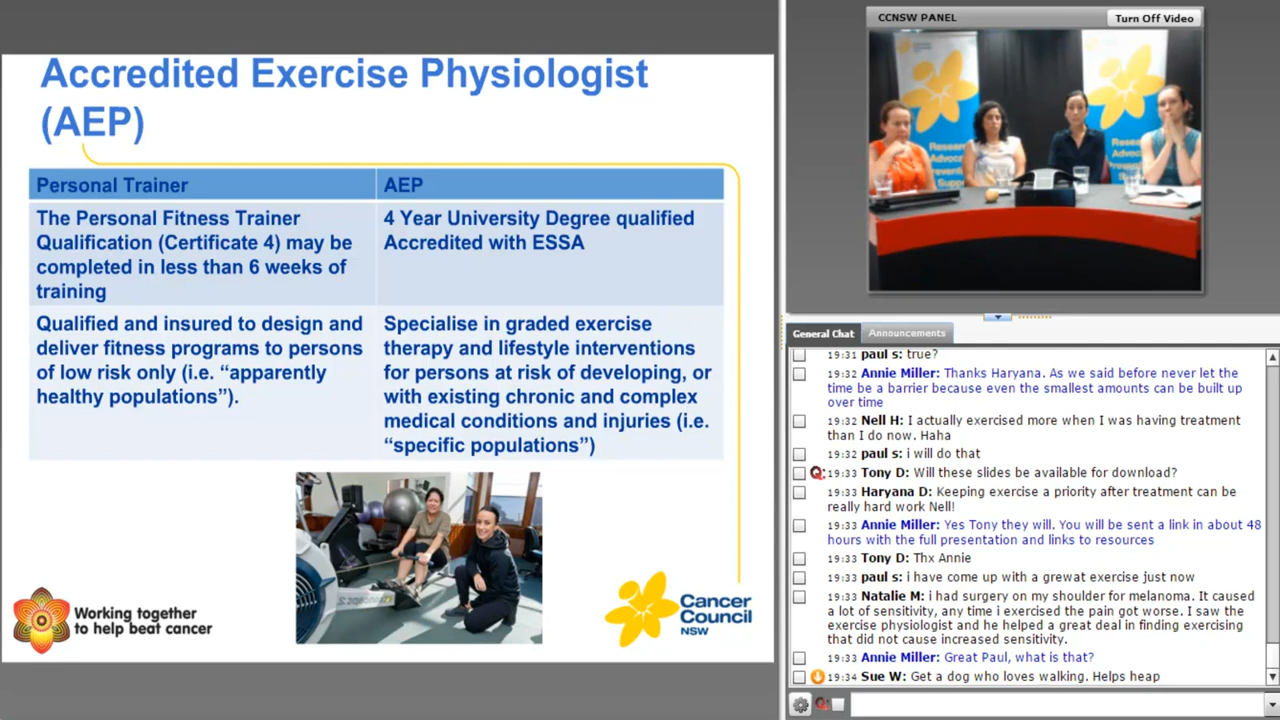 Accredited Exercise Physiologist
(AEP)
Personal Trainer
AEP
The Personal Fitness Trainer
Qualification (Certificate 4) may be
completed in less than 6 weeks of
training
4 Year University Degree qualified
Accredited with ESSA
Qualified and insured to design and
deliver fitness programs to persons
of low risk only (i.e. “apparently
healthy populations”).
Specialise in graded exercise
therapy and lifestyle interventions
for persons at risk of developing, or
with existing chronic and complex
medical conditions and injuries (i.e.
“specific populations”)
Working together
to help beat cancer
Cancer
Council
NSW
CCNSW PANEL
Turn Off Video
General Chat
Announcements
19:31 paul s: true?
19:32 Annie Miller: Thanks Haryana. As we said before never let the
time be a barrier because even the smallest amounts can be built up
over time
19:32 Nell H: I actually exercised more when I was having treatment
than I do now. Haha
19:32 paul s: i will do that
19:33 Tony D: Will these slides be available for download?
19:33 Haryana D: Keeping exercise a priority after treatment can be
really hard work Nell!
19:33 Annie Miller: Yes Tony they will. You will be sent a link in about 48
hours with the full presentation and links to resources
19:33 Tony D: Thx Annie
19:33 paul s: i have come up with a grewat exercise just now
19:33 Natalie M: i had surgery on my shoulder for melanoma. It caused
a lot of sensitivity, any time i exercised the pain got worse. I saw the
exercise physiologist and he helped a great deal in finding exercising
that did not cause increased sensitivity.
19:33 Annie Miller: Great Paul, what is that?
19:34 Sue W: Get a dog who loves walking. Helps heap